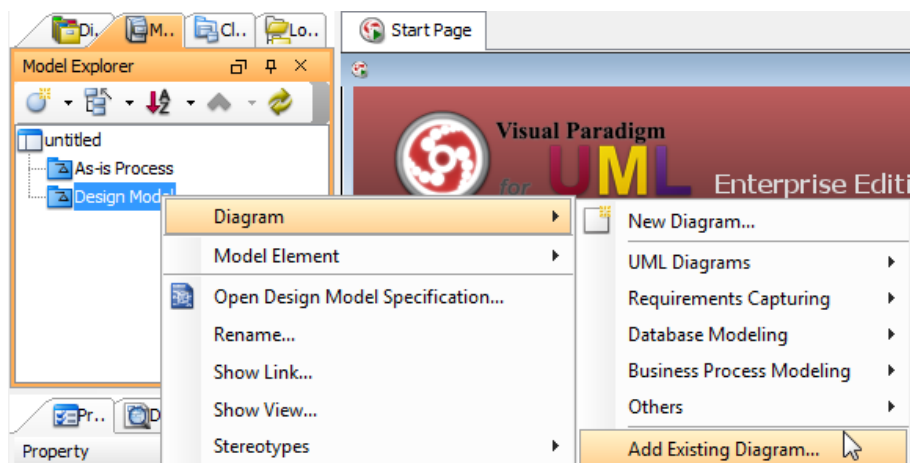 Di.. M.. Cl.. Lo..
Start Page
Model Explorer
untitled
As-is Process
Design Model
Visual Paradigm
for UML Enterprise Editi
Diagram
Model Element
Open Design Model Specification...
Rename...
Show Link...
Show View...
Stereotypes
New Diagram...
UML Diagrams
Requirements Capturing
Database Modeling
Business Process Modeling
Others
Add Existing Diagram...
Pr.. D
Property